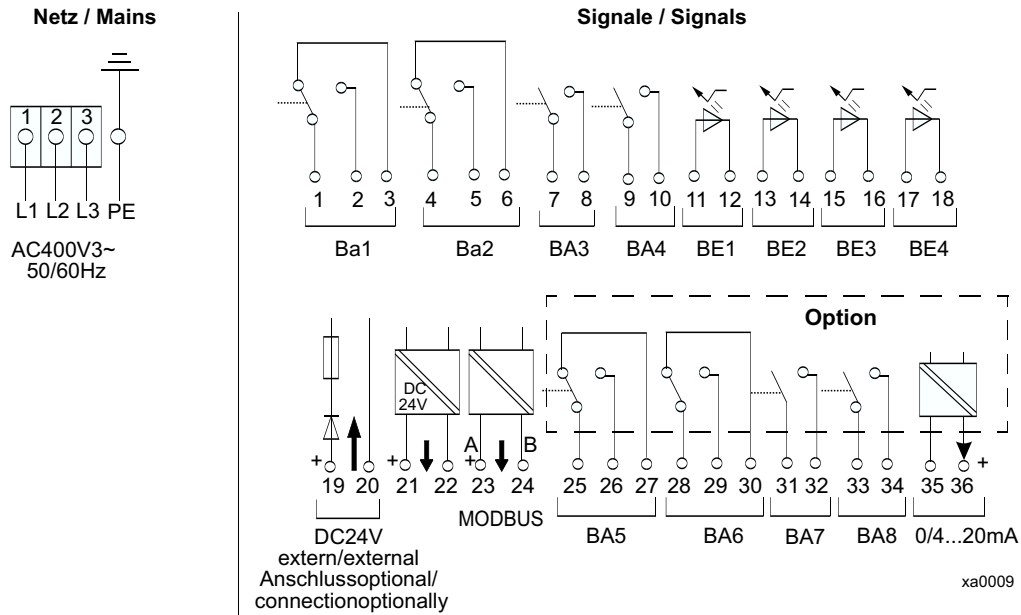 Netz / Mains
Signale / Signals
1 2 3
L1 L2 L3 PE
AC400V3~
50/60Hz
1 2 3 4 5 6 7 8 9 10 11 12 13 14 15 16 17 18
Ba1 Ba2 BA3 BA4 BE1 BE2 BE3 BE4
Option
DC
24V
A B
+ + + +
19 20 21 22 23 24 25 26 27 28 29 30 31 32 33 34 35 36
MODBUS
DC24V BA5 BA6 BA7 BA8 0/4...20mA
extern/external
Anschlussoptional/
connectionoptionally
xa0009